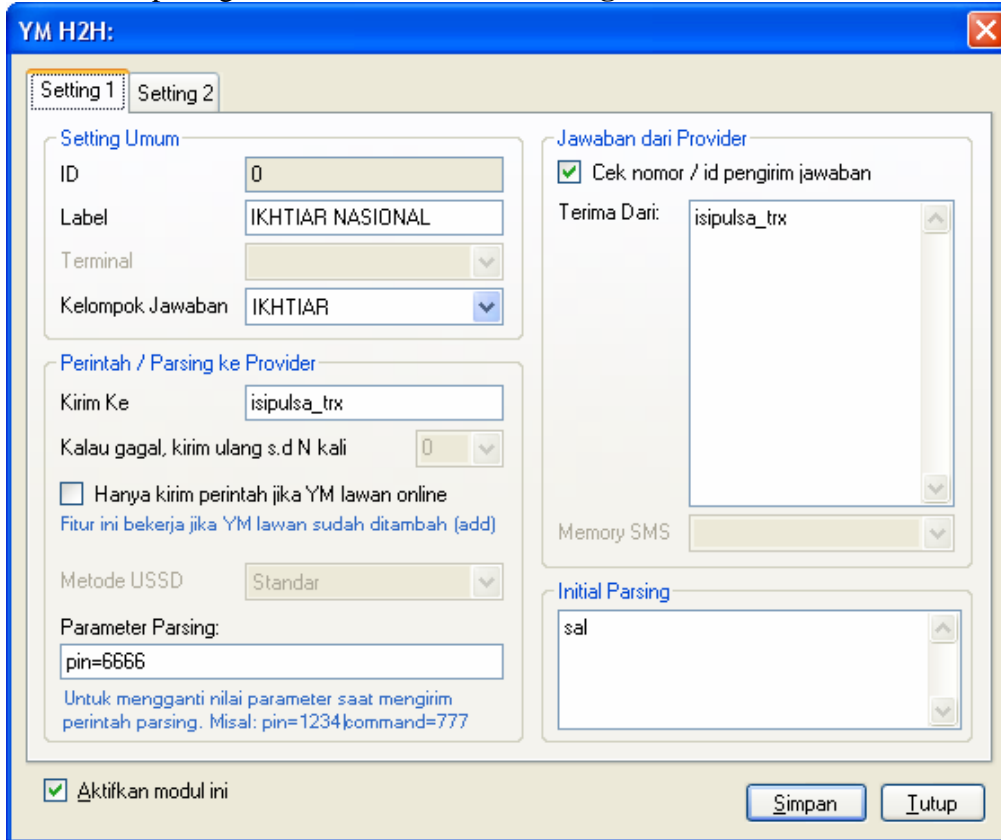 YM H2H:
Setting 1
Setting 2
Setting Umum
ID
0
Label
IKHTIAR NASIONAL
Terminal
Kelompok Jawaban
IKHTIAR
Perintah / Parsing ke Provider
Kirim Ke
isipulsa_trx
Kalau gagal, kirim ulang s.d N kali
0
Hanya kirim perintah jika YM lawan online
Fitur ini bekerja jika YM lawan sudah ditambah (add)
Metode USSD
Standar
Parameter Parsing:
pin=6666
Untuk mengganti nilai parameter saat mengirim
perintah parsing. Misal: pin=1234|command=777
Jawaban dari Provider
Cek nomor / id pengirim jawaban
Terima Dari:
isipulsa_trx
Memory SMS
Initial Parsing
sal
Aktifkan modul ini
Simpan
Tutup